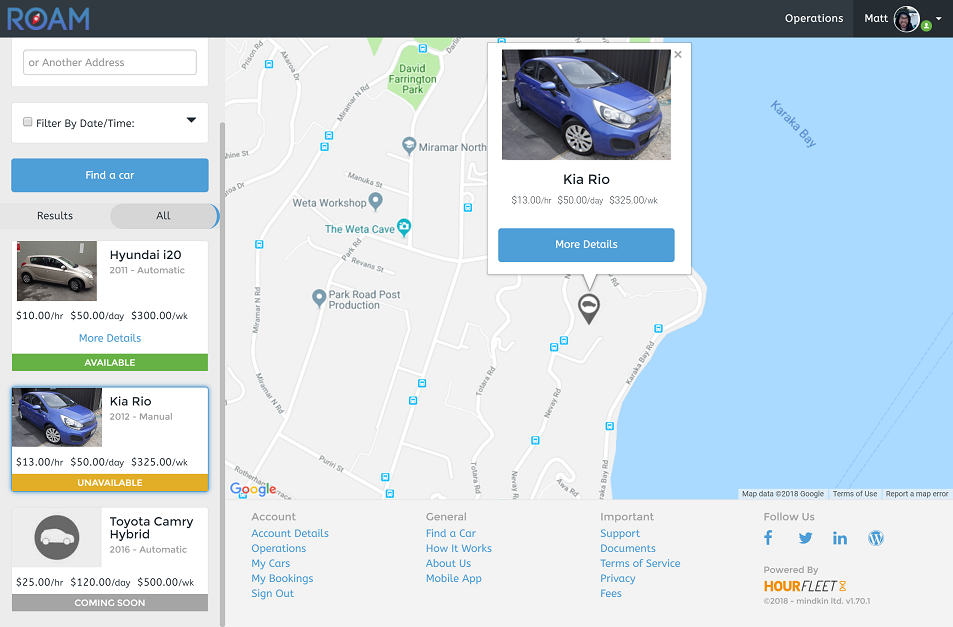 ROAM
Operations
Matt
or Another Address
Filter By Date/Time:
Find a car
Results
All
Hyundai i20
2011 - Automatic
$10.00/hr $50.00/day $300.00/wk
More Details
AVAILABLE
Kia Rio
2012 - Manual
$13.00/hr $50.00/day $325.00/wk
UNAVAILABLE
Toyota Camry
Hybrid
2016 - Automatic
$25.00/hr $120.00/day $500.00/wk
COMING SOON
Prison Rd
Akaroa Dr
David
Farrington
Park
Miramar N Rd
Miramar North
shine St
Manuka St
Weta Workshop
The Weta Cave
Park Rd
Revans St
Park Road Post
Production
Miramar N Rd
Miramar N Rd
Puriri St
Totara Rd
Totara Rd
Nevay Rd
Nevay Rd
Awa Rd
Karaka Bay Rd
Karaka Bay
×
Kia Rio
$13.00/hr $50.00/day $325.00/wk
More Details
Google
Map data ©2018 Google
Terms of Use
Report a map error
Account
Account Details
Operations
My Cars
My Bookings
Sign Out
General
Find a Car
How It Works
About Us
Mobile App
Important
Support
Documents
Terms of Service
Privacy
Fees
Follow Us
Powered By
HOURFLEET
©2018 - mindkin ltd. v1.70.1